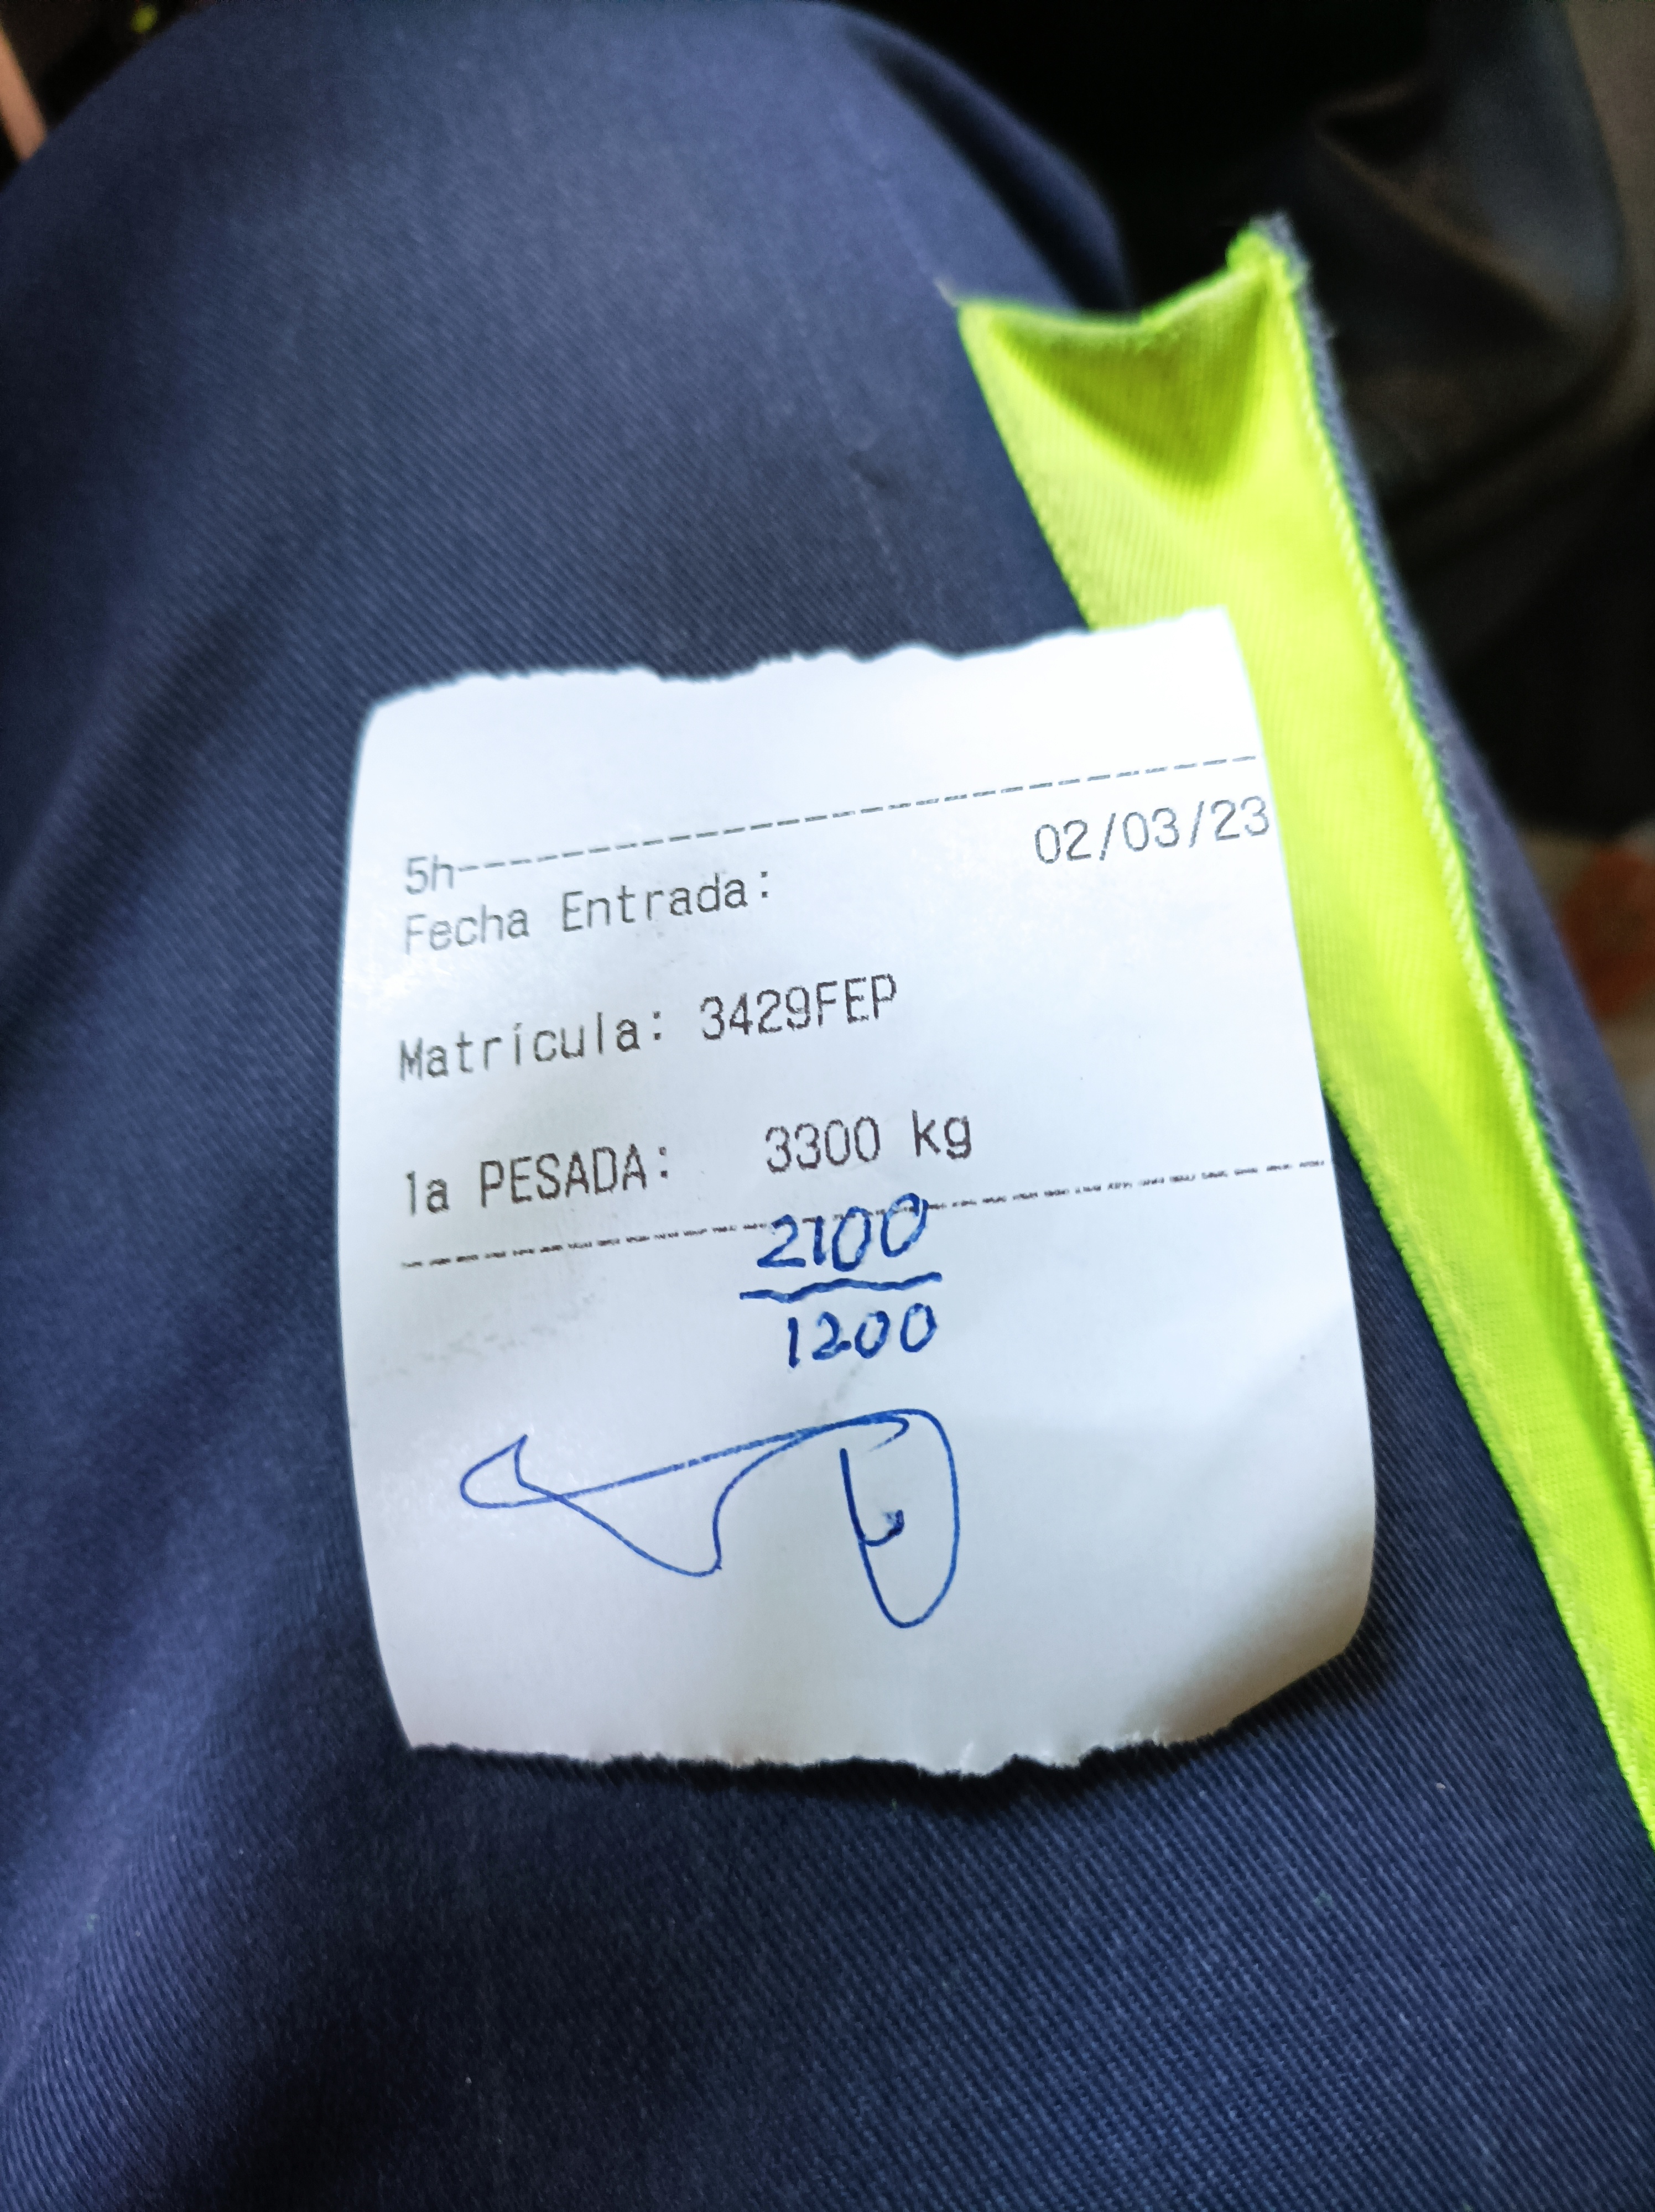 5h------------------------------
Fecha Entrada: 02/03/23
Matrícula: 3429FEP
1a PESADA: 3300 kg
--------------------------------
2100
1200